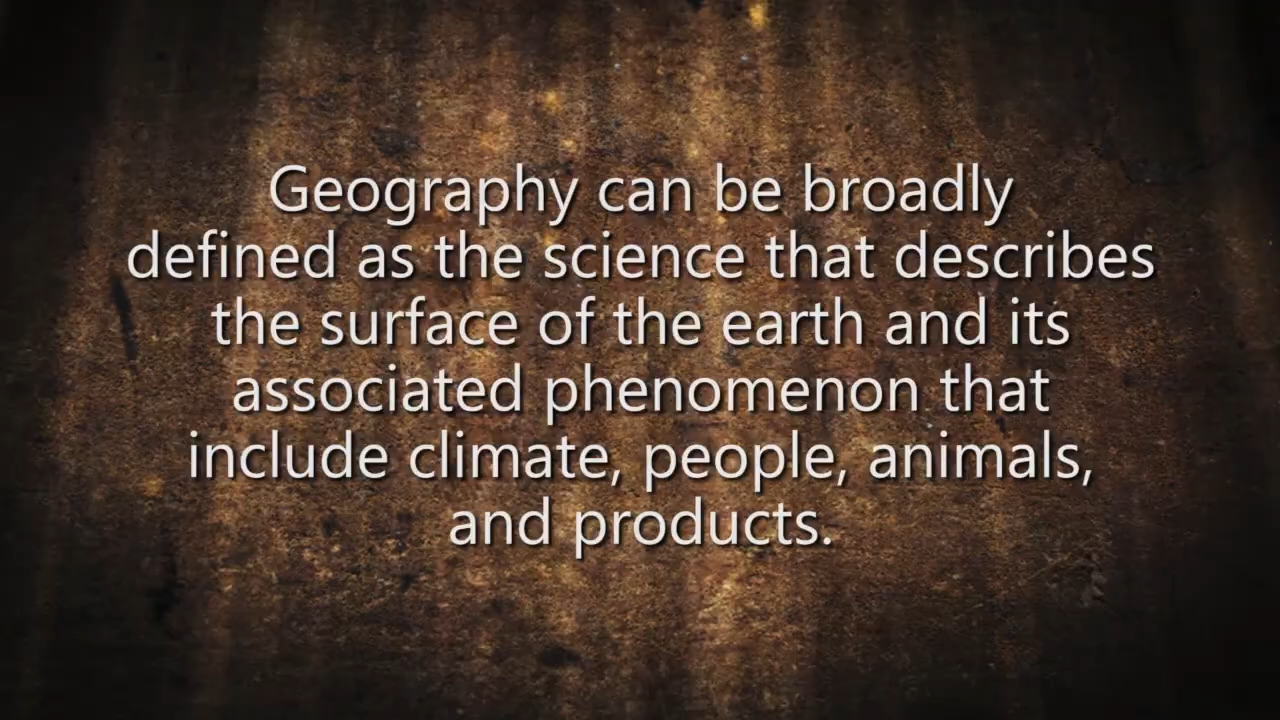 Geography can be broadly
defined as the science that describes
the surface of the earth and its
associated phenomenon that
include climate, people, animals,
and products.